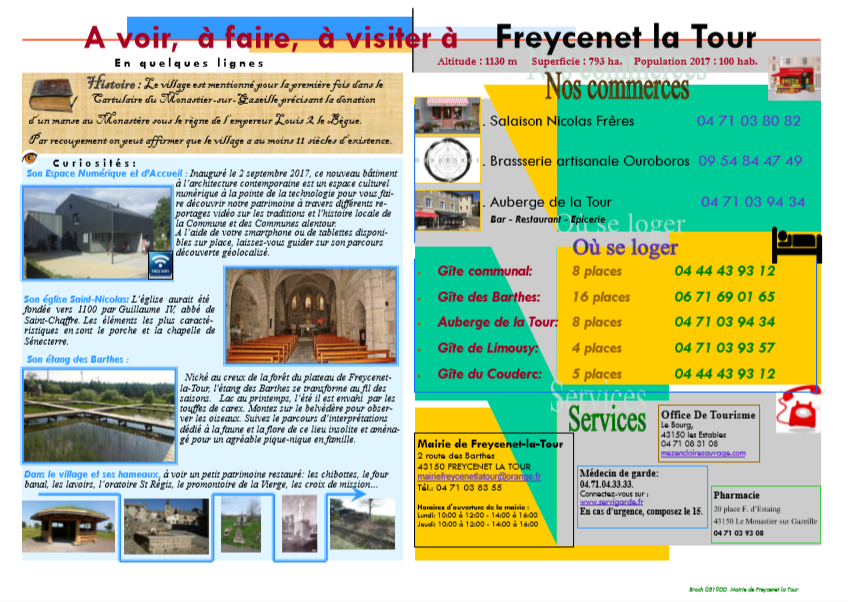 A voir, à faire, à visiter à Freycenet la Tour
En quelques lignes
Histoire : Le village est mentionné pour la première fois dans le
Cartulaire du Monastier-sur-Gazeille précisant la donation
d'un manse au Monastère sous le règne de l'empereur Louis 2 le Bègue.
Par recoupement on peut affirmer que le village a au moins 11 siècles d'existence.
Curiosités:
Son Espace Numérique et d'Accueil : Inauguré le 2 septembre 2017, ce nouveau bâtiment
à l'architecture contemporaine est un espace culturel
numérique à la pointe de la technologie pour vous fai-
re découvrir notre patrimoine à travers différents re-
portages vidéo sur les traditions et l'histoire locale de
la Commune et des Communes alentour.
A l'aide de votre smartphone ou de tablettes disponi-
bles sur place, laissez-vous guider sur son parcours
découverte géolocalisé.
FREE WIFI
Son église Saint-Nicolas: L'église aurait été
fondée vers 1100 par Guillaume IV, abbé de
Saint-Chaffre. Les éléments les plus caracté-
ristiques en sont le porche et la chapelle de
Sénecterre.
Son étang des Barthes :
Niché au creux de la forêt du plateau de Freycenet-
la-Tour, l'étang des Barthes se transforme au fil des
saisons. Lac au printemps, l'été il est envahi par les
touffes de carex. Montez sur le belvédère pour obser-
ver les oiseaux. Suivez le parcours d'interprétations
dédié à la faune et la flore de ce lieu insolite et aména-
gé pour un agréable pique-nique en famille.
Dans le village et ses hameaux, à voir un petit patrimoine restauré: les chibottes, le four
banal, les lavoirs, l'oratoire St Régis, le promontoire de la Vierge, les croix de mission...
Altitude : 1130 m Superficie : 793 ha. Population 2017 : 100 hab.
Nos commerces
. Salaison Nicolas Frères 04 71 03 80 82
. Brassserie artisanale Ouroboros 09 54 84 47 49
. Auberge de la Tour 04 71 03 94 34
Bar - Restaurant - Epicerie
Où se loger
. Gîte communal: 8 places 04 44 43 93 12
. Gîte des Barthes: 16 places 06 71 69 01 65
. Auberge de la Tour: 8 places 04 71 03 94 34
. Gîte de Limousy: 4 places 04 71 03 93 57
. Gîte du Couderc: 5 places 04 44 43 93 12
Services
Mairie de Freycenet-la-Tour
2 route des Barthes
43150 FREYCENET LA TOUR
mairiefreycenetlatour@orange.fr
Tél.: 04 71 03 83 55
Horaires d'ouverture de la mairie :
Lundi: 10:00 à 12:00 - 14:00 à 16:00
Jeudi: 10:00 à 12:00 - 14:00 à 16:00
Office De Tourisme
Le Bourg,
43150 les Estables
04 71 08 31 08
mezencloiresauvage.com
Médecin de garde:
04.71.04.33.33.
Connectez-vous sur :
www.servigarde.fr
En cas d'urgence, composez le 15.
Pharmacie
20 place F. d'Estaing
43150 Le Monastier sur Gazeille
04 71 03 93 08
Mairie de Freycenet la Tour